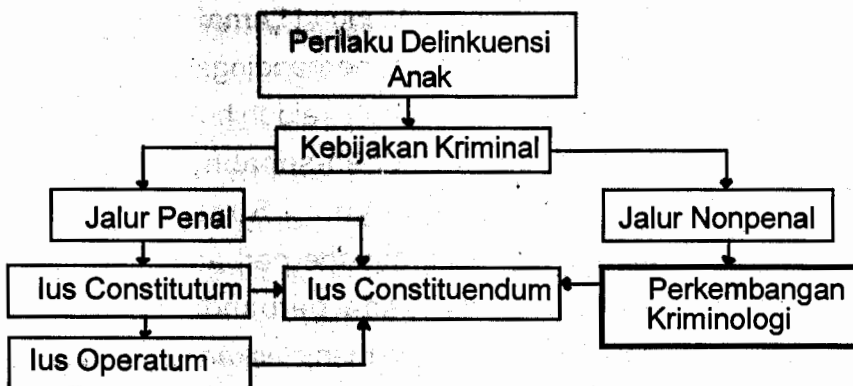 Perilaku Delinkuensi
Anak
Kebijakan Kriminal
Jalur Penal
Jalur Nonpenal
Ius Constitutum
Ius Constituendum
Perkembangan
Kriminologi
Ius Operatum